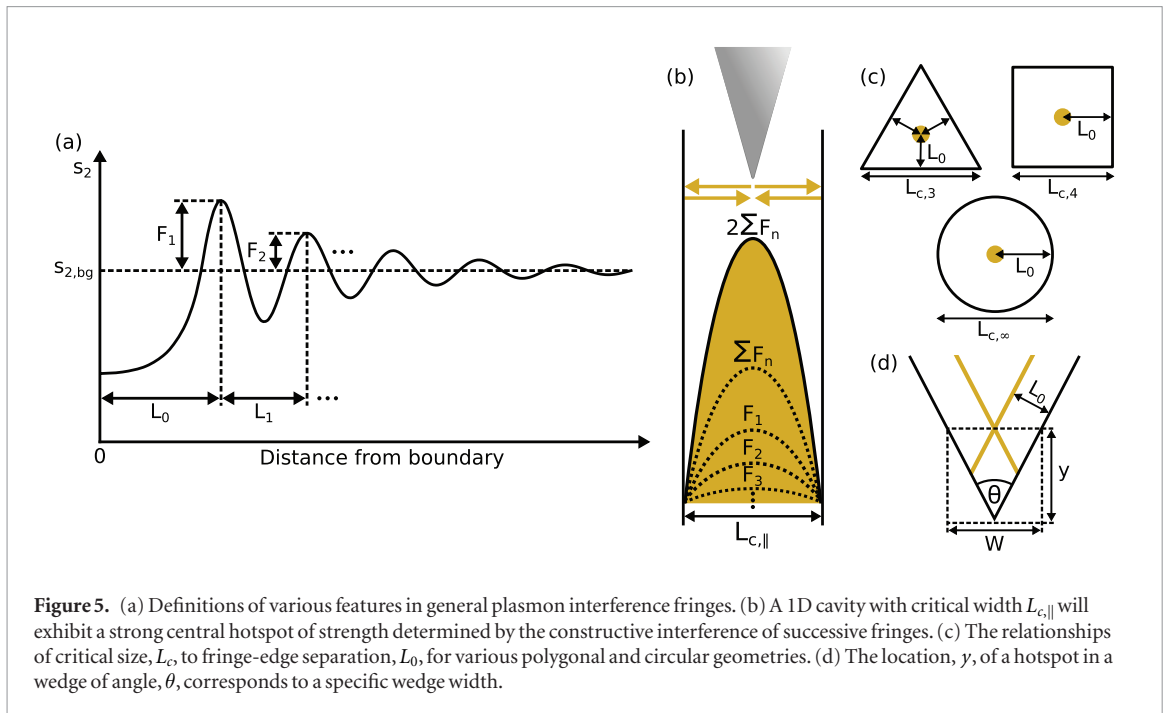 (a)
s2
F1
F2
...
s2,bg
L0
L1
...
0
Distance from boundary
(b)
2ΣFn
ΣFn
F1
F2
F3
Lc,∥
(c)
L0
Lc,3
L0
Lc,4
L0
Lc,∞
(d)
L0
θ
y
W
Figure 5. (a) Definitions of various features in general plasmon interference fringes. (b) A 1D cavity with critical width Lc,∥ will
exhibit a strong central hotspot of strength determined by the constructive interference of successive fringes. (c) The relationships
of critical size, Lc, to fringe-edge separation, L0, for various polygonal and circular geometries. (d) The location, y, of a hotspot in a
wedge of angle, θ, corresponds to a specific wedge width.